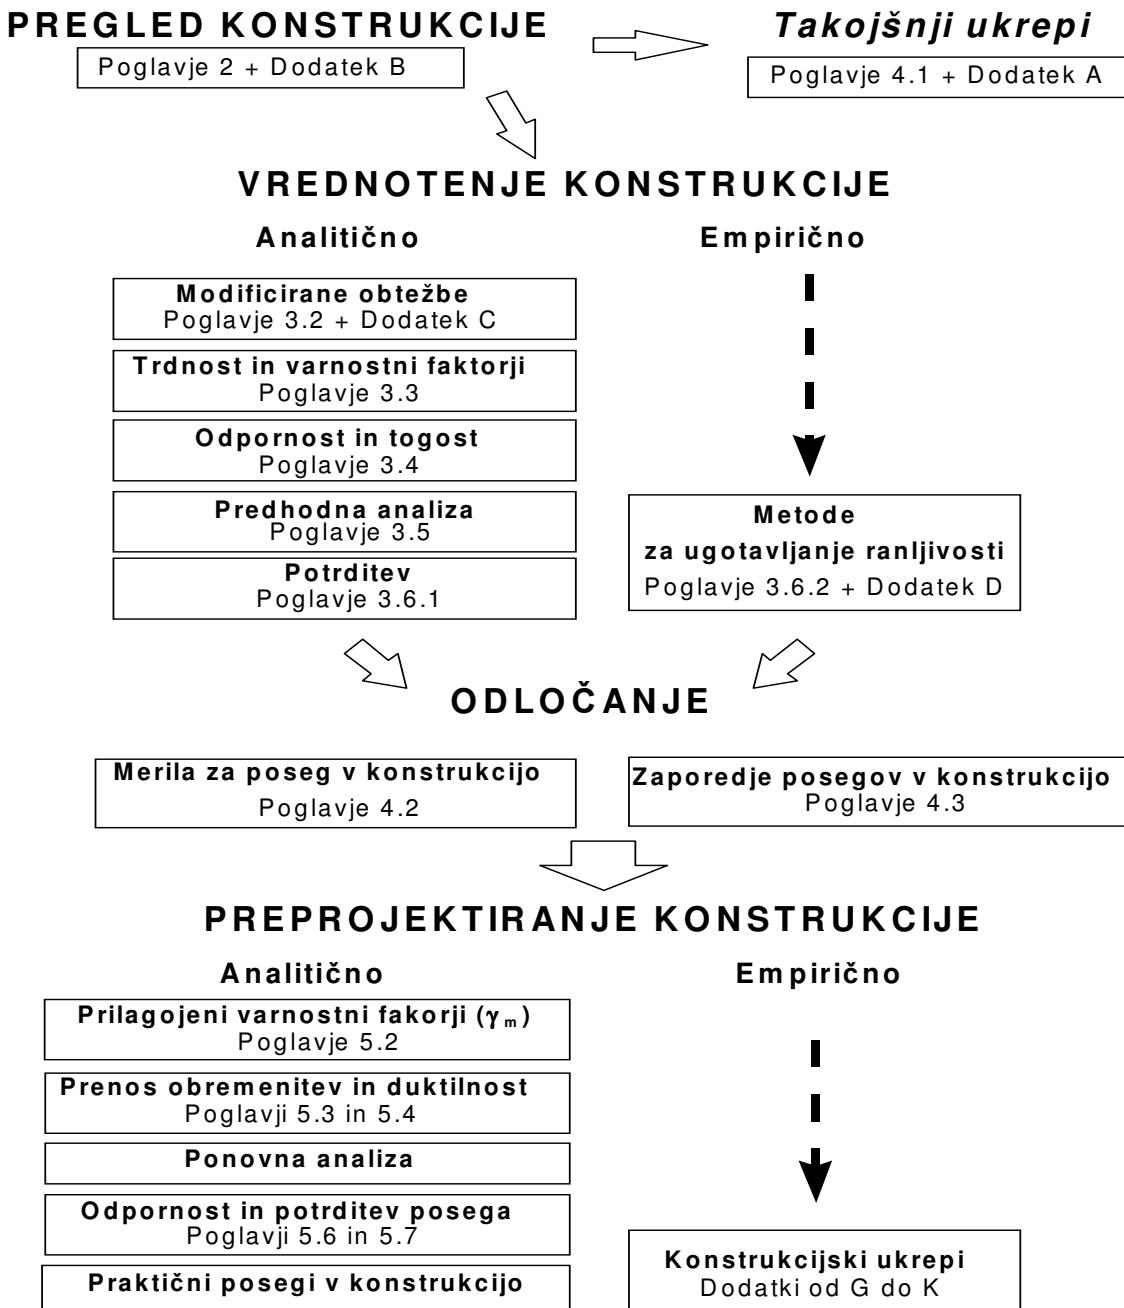 PREGLED KONSTRUKCIJE
Poglavje 2 + Dodatek B
Takojšnji ukrepi
Poglavje 4.1 + Dodatek A
VREDNOTENJE KONSTRUKCIJE
Analitično
Modificirane obtežbe
Poglavje 3.2 + Dodatek C
Trdnost in varnostni faktorji
Poglavje 3.3
Odpornost in togost
Poglavje 3.4
Predhodna analiza
Poglavje 3.5
Potrditev
Poglavje 3.6.1
Empirično
Metode
za ugotavljanje ranljivosti
Poglavje 3.6.2 + Dodatek D
ODLOČANJE
Merila za poseg v konstrukcijo
Poglavje 4.2
Zaporedje posegov v konstrukcijo
Poglavje 4.3
PREPROJEKTIRANJE KONSTRUKCIJE
Analitično
Prilagojeni varnostni fakorji (γm)
Poglavje 5.2
Prenos obremenitev in duktilnost
Poglavji 5.3 in 5.4
Ponovna analiza
Odpornost in potrditev posega
Poglavji 5.6 in 5.7
Praktični posegi v konstrukcijo
Empirično
Konstrukcijski ukrepi
Dodatki od G do K